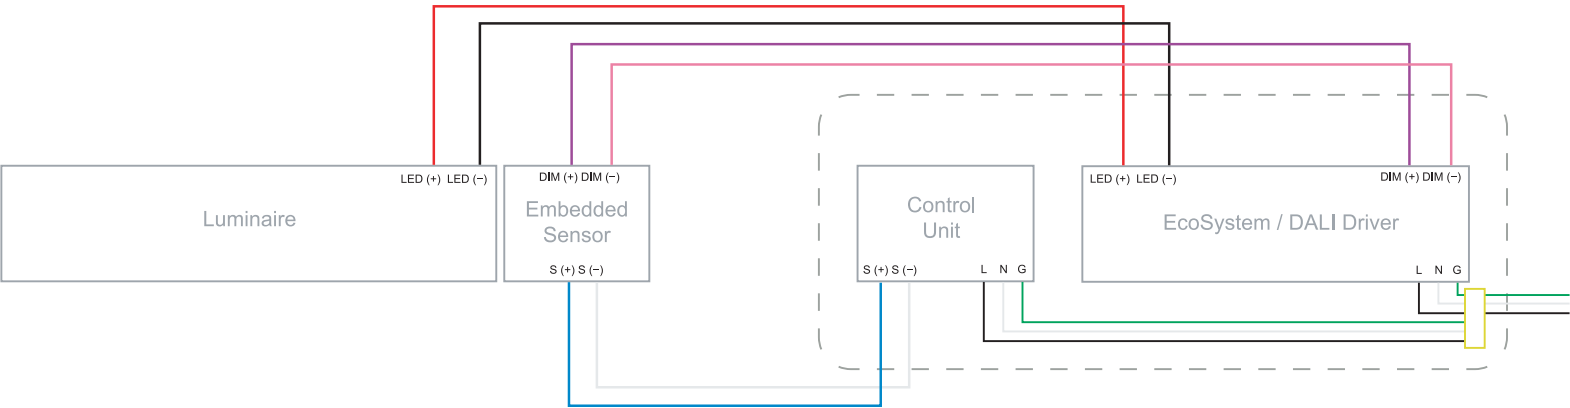 LED (+) LED (−)
Luminaire
DIM (+) DIM (−)
Embedded
Sensor
S (+) S (−)
Control
Unit
S (+) S (−) L N G
LED (+) LED (−) DIM (+) DIM (−)
EcoSystem / DALI Driver
L N G